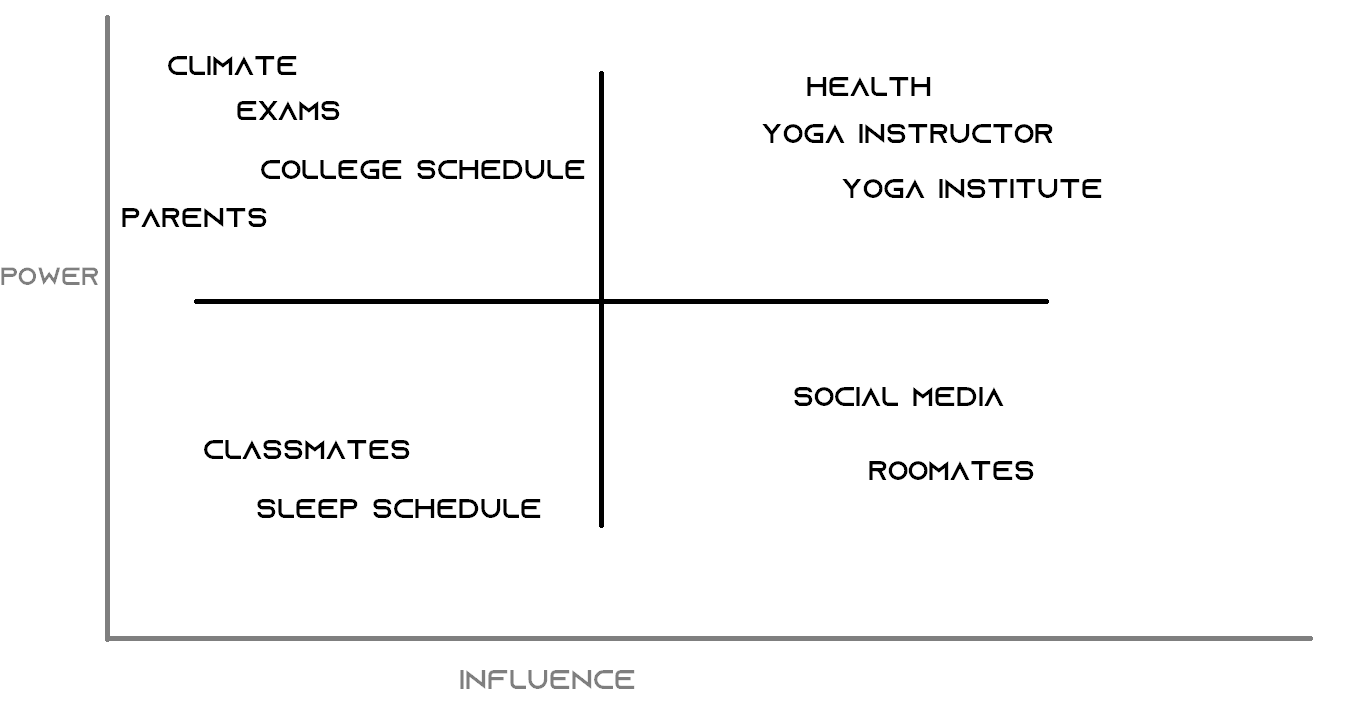 CLIMATE
EXAMS
COLLEGE SCHEDULE
PARENTS
HEALTH
YOGA INSTRUCTOR
YOGA INSTITUTE
POWER
CLASSMATES
SLEEP SCHEDULE
SOCIAL MEDIA
ROOMATES
INFLUENCE